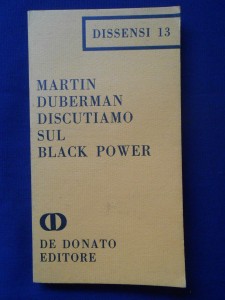 DISSENSI 13
MARTIN
DUBERMAN
DISCUTIAMO
SUL
BLACK POWER
DE DONATO
EDITORE